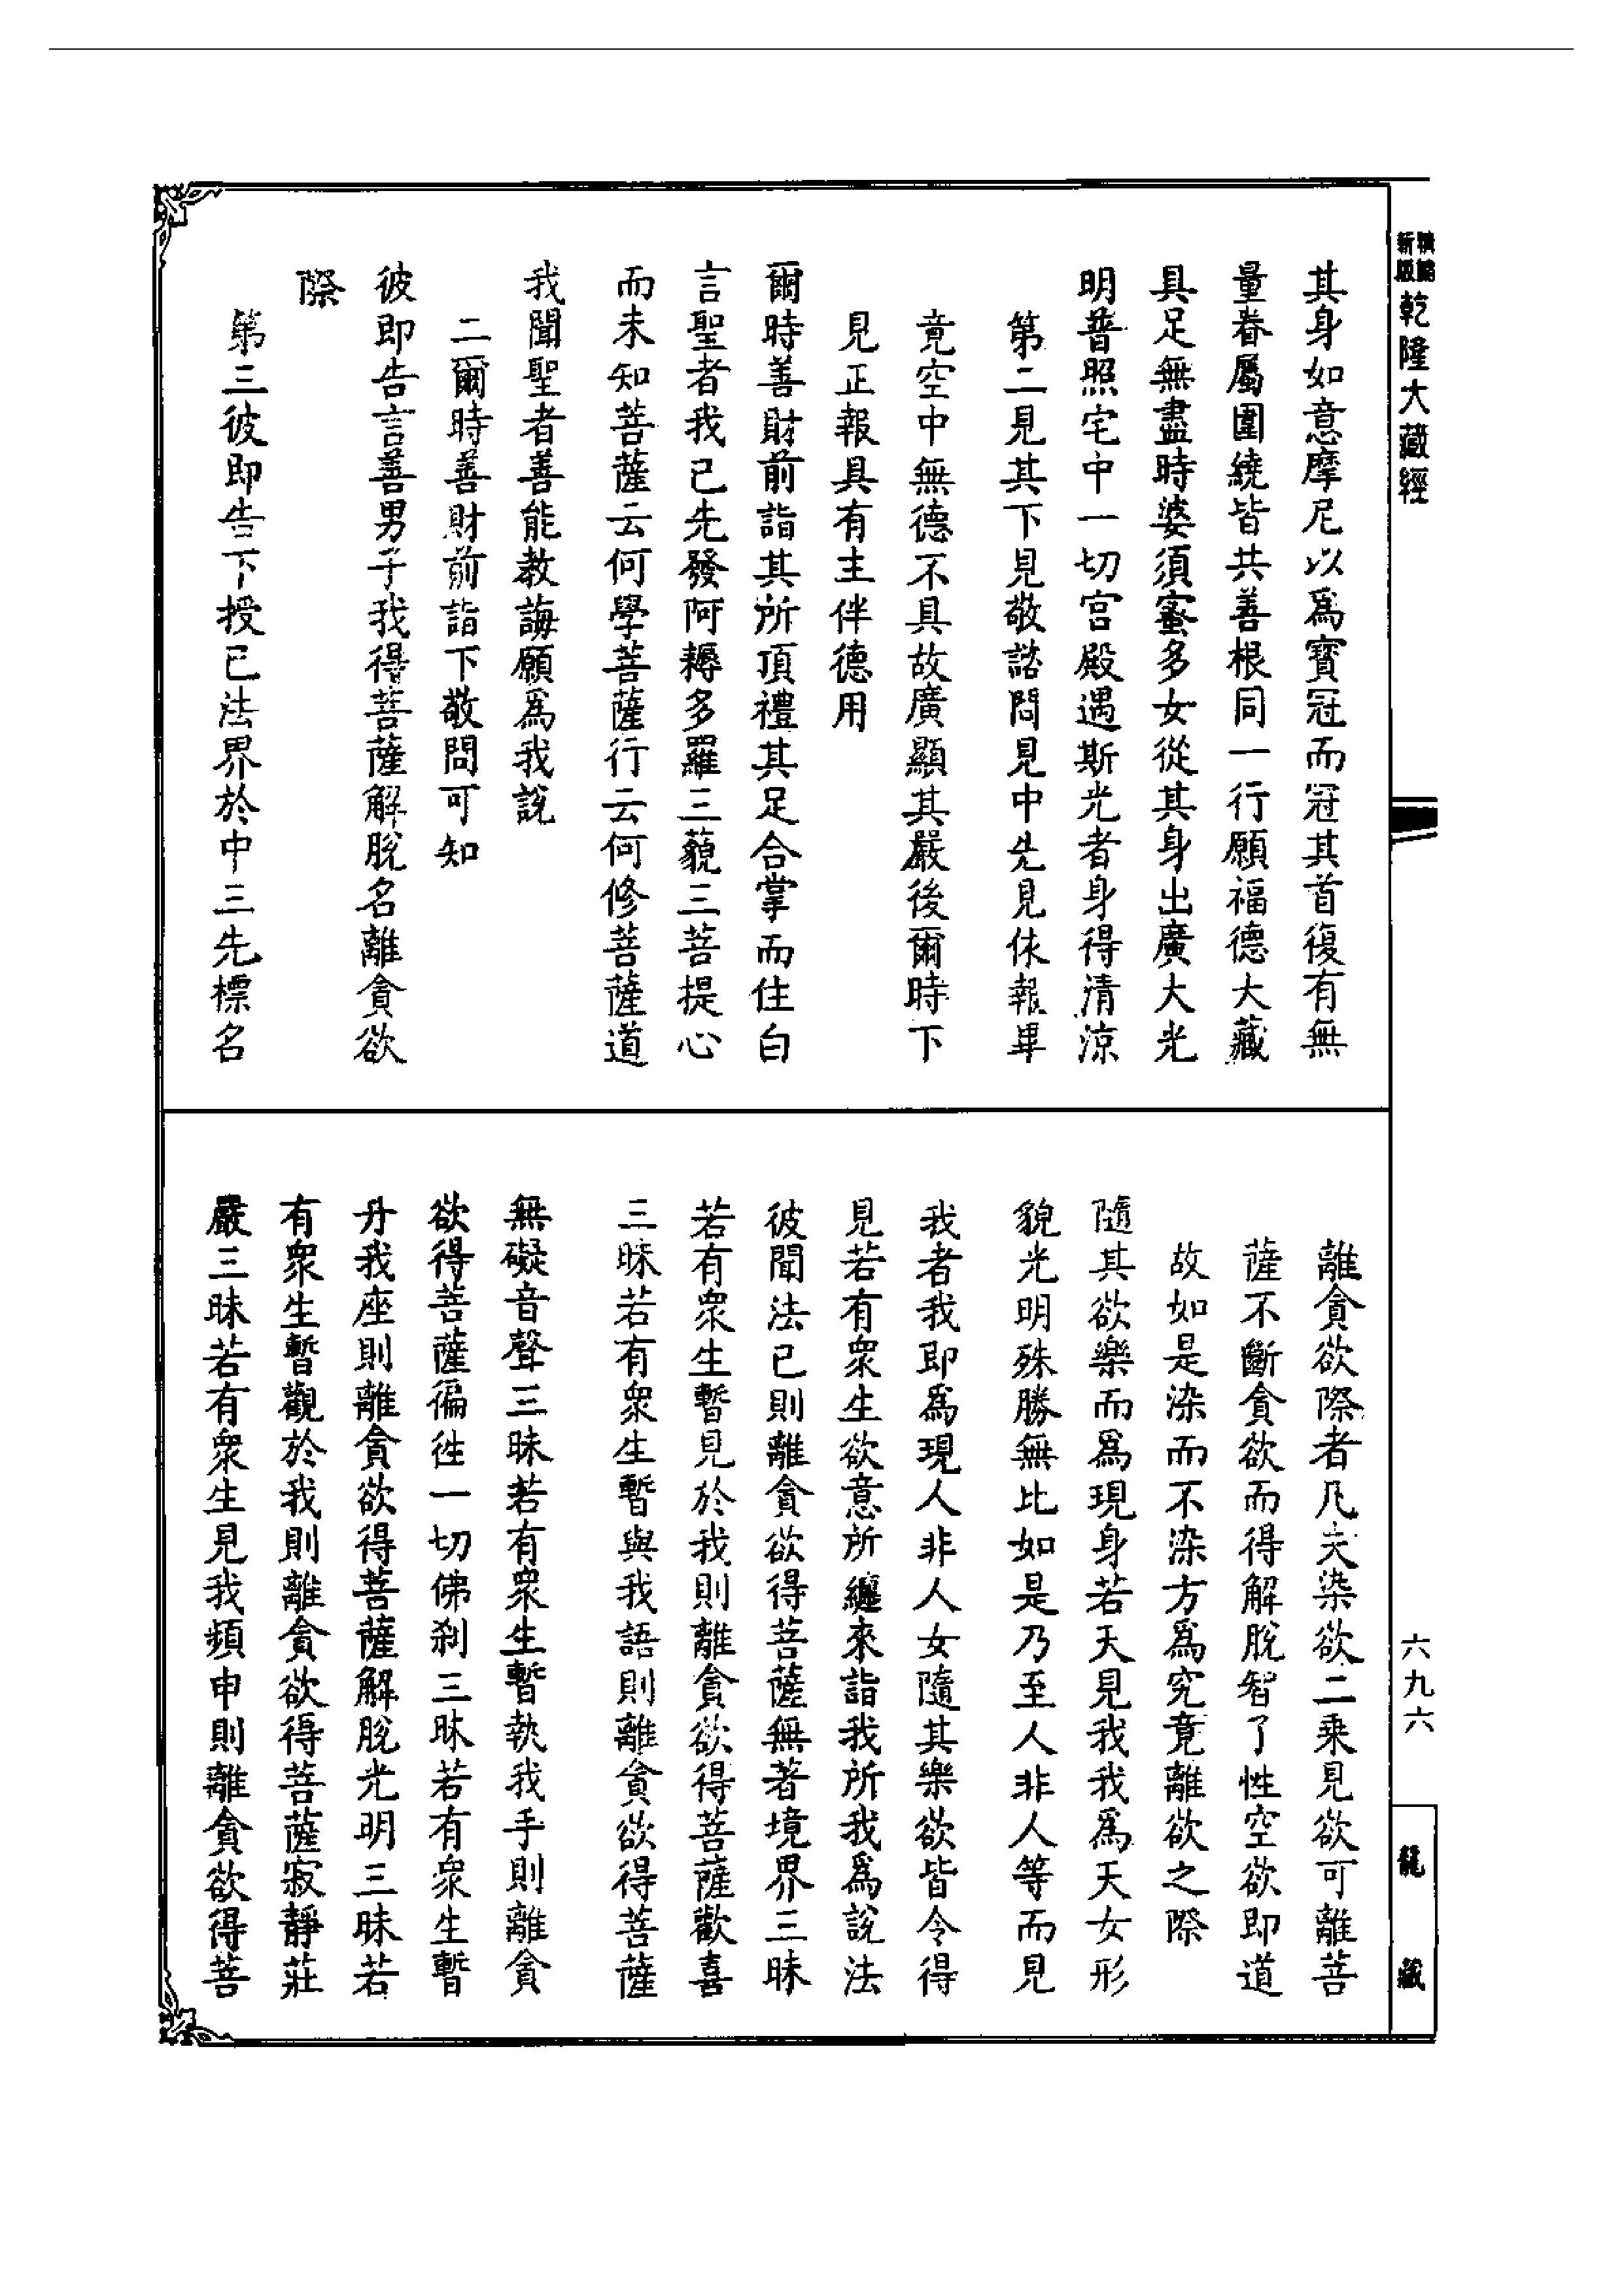 新版
精縮
乾隆大藏經
六九六
龍藏
其身如意摩尼以爲寶冠而冠其首復有無
量眷屬圍繞皆共善根同一行願福德大藏
具足無盡時婆須蜜多女從其身出廣大光
明普照宅中一切宮殿遇斯光者身得清涼
第二見其下見敬諮問見中先見依報畢
竟空中無德不具故廣顯其嚴後爾時下
見正報具有主伴德用
爾時善財前詣其所頂禮其足合掌而住白
言聖者我已先發阿耨多羅三藐三菩提心
而未知菩薩云何學菩薩行云何修菩薩道
我聞聖者善能教誨願爲我說
二爾時善財前詣下敬問可知
彼即告言善男子我得菩薩解脫名離貪欲
際
第三彼即告下授已法界於中三先標名
離貪欲際者凡夫染欲二乘見欲可離菩
薩不斷貪欲而得解脫智了性空欲即道
故如是染而不染方爲究竟離欲之際
隨其欲樂而爲現身若天見我我爲天女形
貌光明殊勝無比如是乃至人非人等而見
我者我即爲現人非人女隨其樂欲皆令得
見若有衆生欲意所纏來詣我所我爲說法
彼聞法已則離貪欲得菩薩無著境界三昧
若有衆生暫見於我則離貪欲得菩薩歡喜
三昧若有衆生暫與我語則離貪欲得菩薩
無礙音聲三昧若有衆生暫執我手則離貪
欲得菩薩徧往一切佛刹三昧若有衆生暫
升我座則離貪欲得菩薩解脫光明三昧若
有衆生暫觀於我則離貪欲得菩薩寂靜莊
嚴三昧若有衆生見我頻申則離貪欲得菩